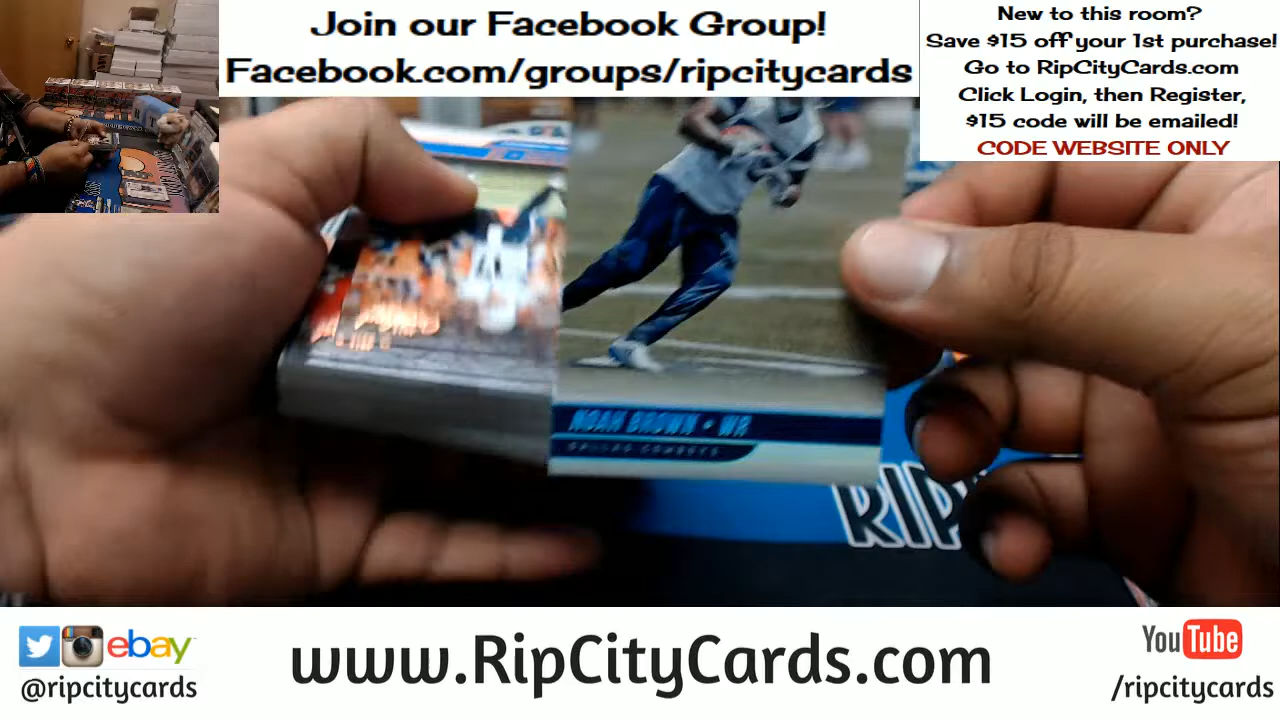 Join our Facebook Group!
Facebook.com/groups/ripcitycards
New to this room?
Save $15 off your 1st purchase!
Go to RipCityCards.com
Click Login, then Register,
$15 code will be emailed!
CODE WEBSITE ONLY
NOAH BROWN • WR
DALLAS COWBOYS
RIP
ebay
@ripcitycards
www.RipCityCards.com
YouTube
/ripcitycards